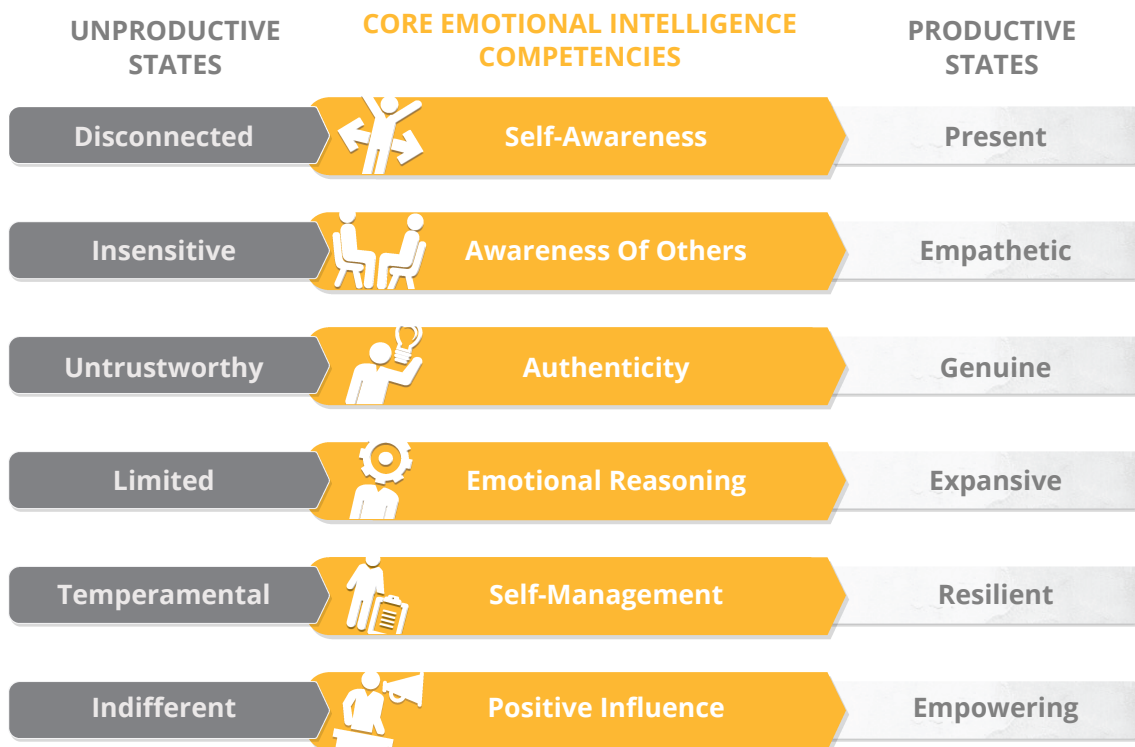 UNPRODUCTIVE
STATES
CORE EMOTIONAL INTELLIGENCE
COMPETENCIES
PRODUCTIVE
STATES
Disconnected
Self-Awareness
Present
Insensitive
Awareness Of Others
Empathetic
Untrustworthy
Authenticity
Genuine
Limited
Emotional Reasoning
Expansive
Temperamental
Self-Management
Resilient
Indifferent
Positive Influence
Empowering